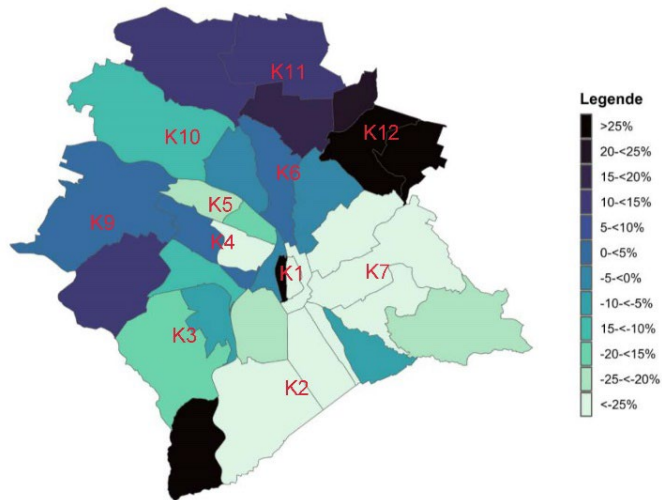 K11
K12
K10
K6
K5
K9
K4
K1
K7
K3
K2
Legende
>25%
20-<25%
15-<20%
10-<15%
5-<10%
0-<5%
-5-<0%
-10-<-5%
15-<-10%
-20-<15%
-25-<-20%
<-25%